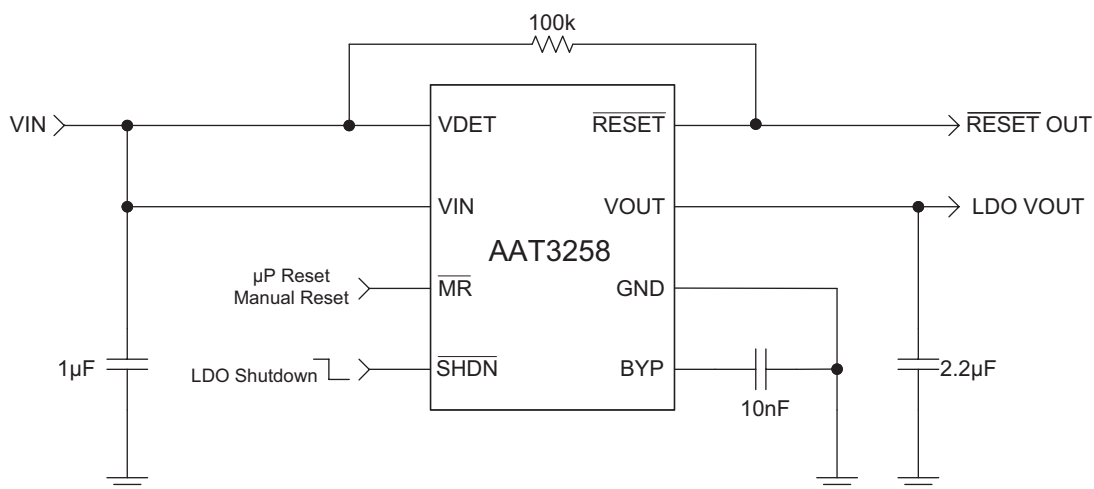 100k
VIN
VDET
RESET
RESET OUT
VIN
VOUT
LDO VOUT
AAT3258
µP Reset
Manual Reset
MR
GND
1µF
LDO Shutdown
SHDN
BYP
10nF
2.2µF